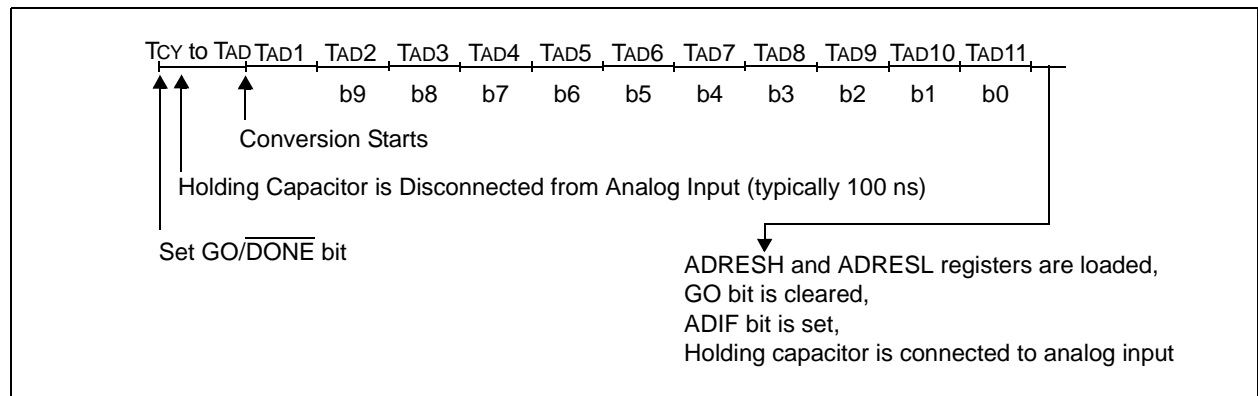 TCY to TAD TAD1 TAD2 TAD3 TAD4 TAD5 TAD6 TAD7 TAD8 TAD9 TAD10 TAD11
b9 b8 b7 b6 b5 b4 b3 b2 b1 b0
Conversion Starts
Holding Capacitor is Disconnected from Analog Input (typically 100 ns)
Set GO/DONE bit
ADRESH and ADRESL registers are loaded,
GO bit is cleared,
ADIF bit is set,
Holding capacitor is connected to analog input